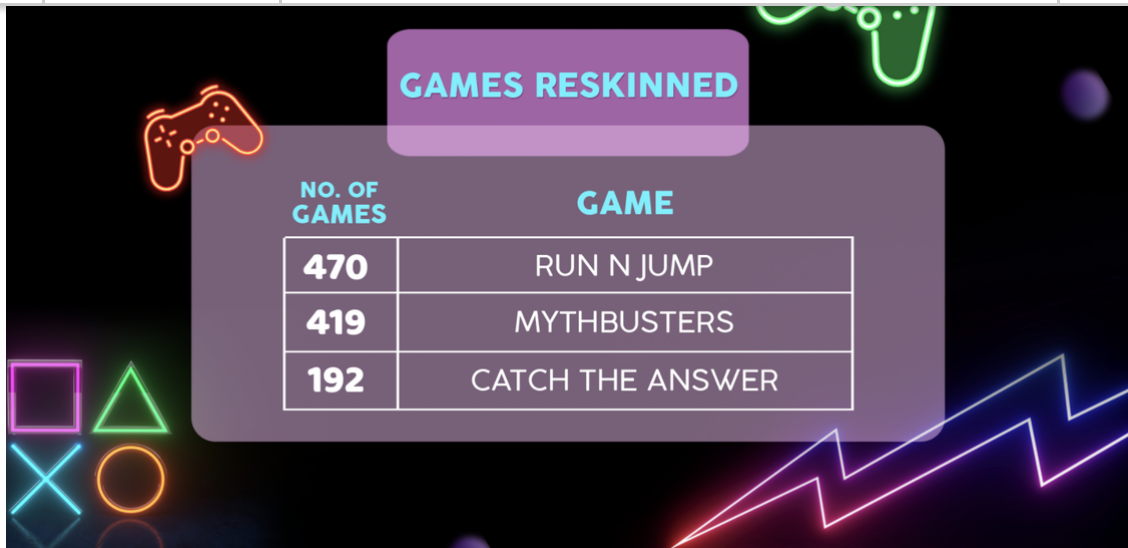 GAMES RESKINNED
NO. OF
GAMES
GAME
470 RUN N JUMP
419 MYTHBUSTERS
192 CATCH THE ANSWER